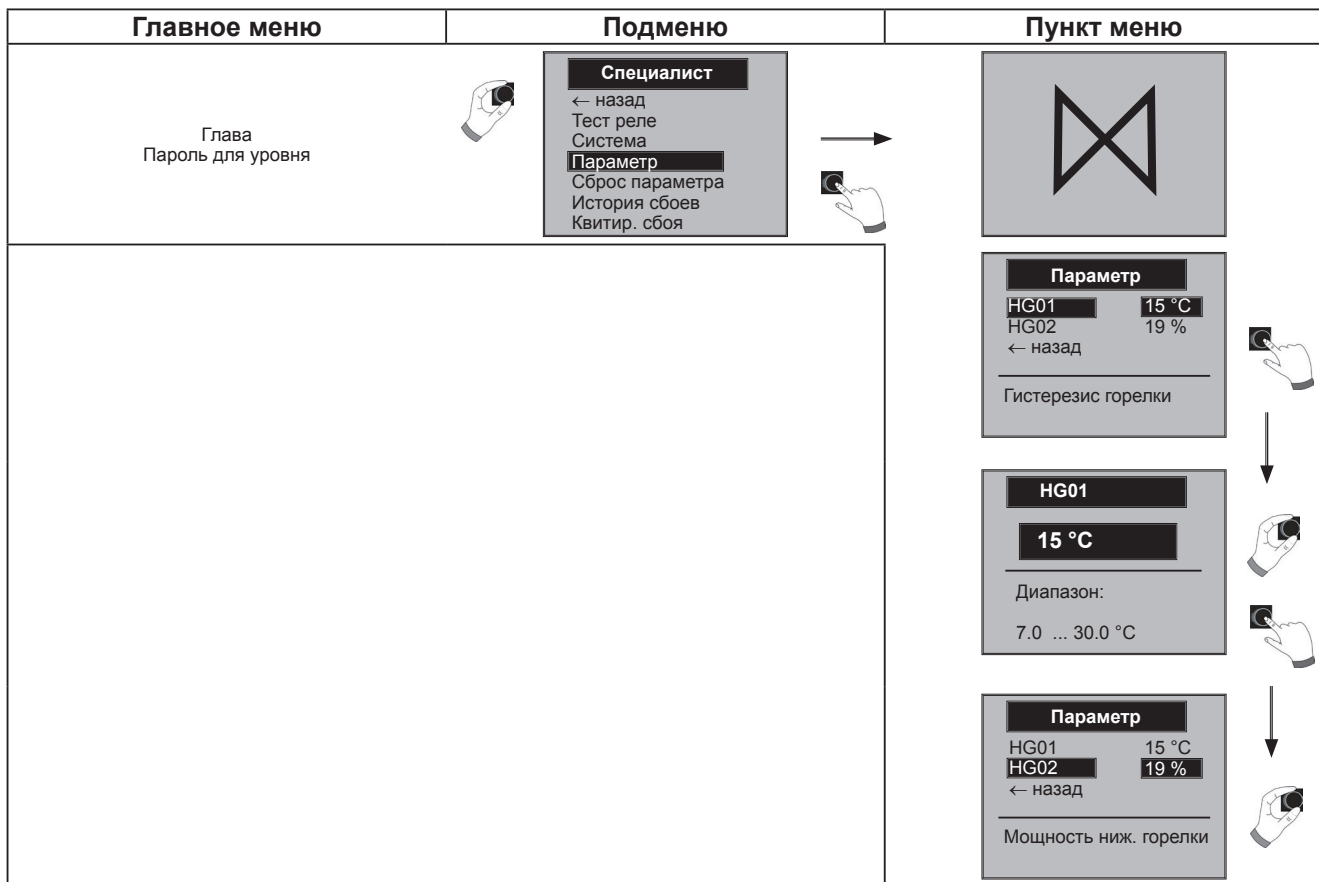 Главное меню
Подменю
Пункт меню
Глава
Пароль для уровня
Специалист
← назад
Тест реле
Система
Параметр
Сброс параметра
История сбоев
Квитир. сбоя
Параметр
HG01 15 °C
HG02 19 %
← назад
Гистерезис горелки
HG01
15 °C
Диапазон:
7.0 ... 30.0 °C
Параметр
HG01 15 °C
HG02 19 %
← назад
Мощность ниж. горелки